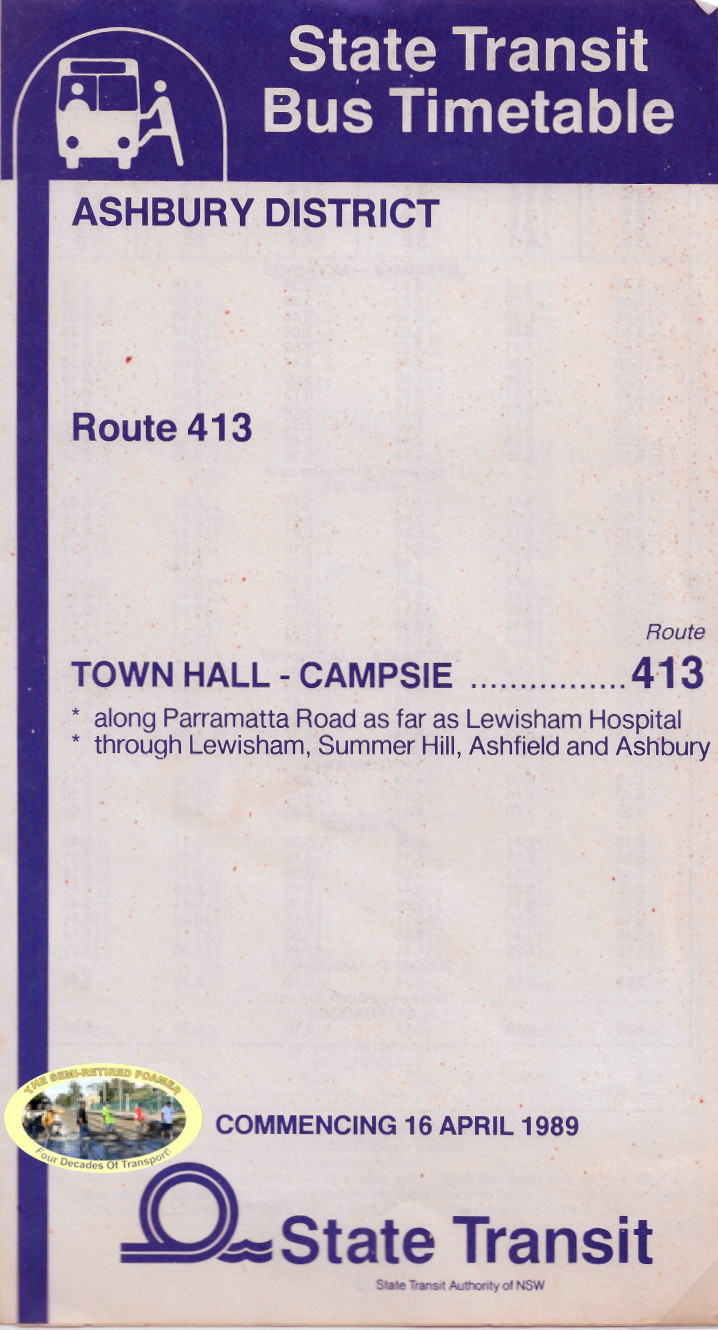 State Transit
Bus Timetable
ASHBURY DISTRICT
Route 413
Route
TOWN HALL - CAMPSIE ................ 413
* along Parramatta Road as far as Lewisham Hospital
* through Lewisham, Summer Hill, Ashfield and Ashbury
THE SEMI-RETIRED FOAMER
Four Decades Of Transport!
COMMENCING 16 APRIL 1989
State Transit
State Transit Authority of NSW